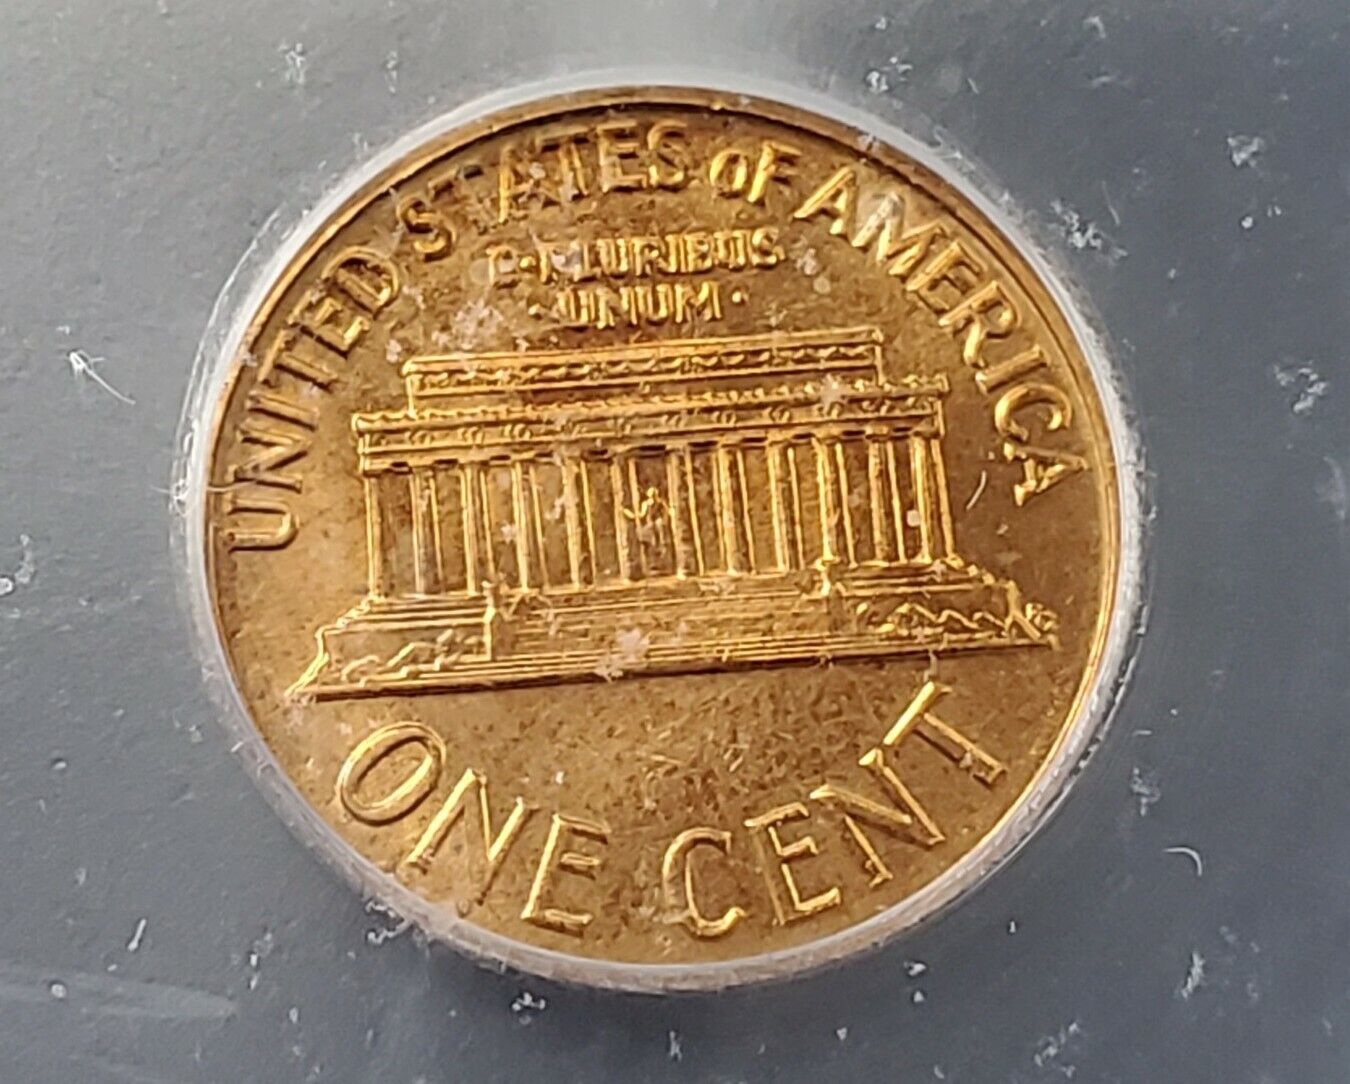 UNITED STATES OF AMERICA
E·PLURIBUS
·UNUM·
ONE CENT